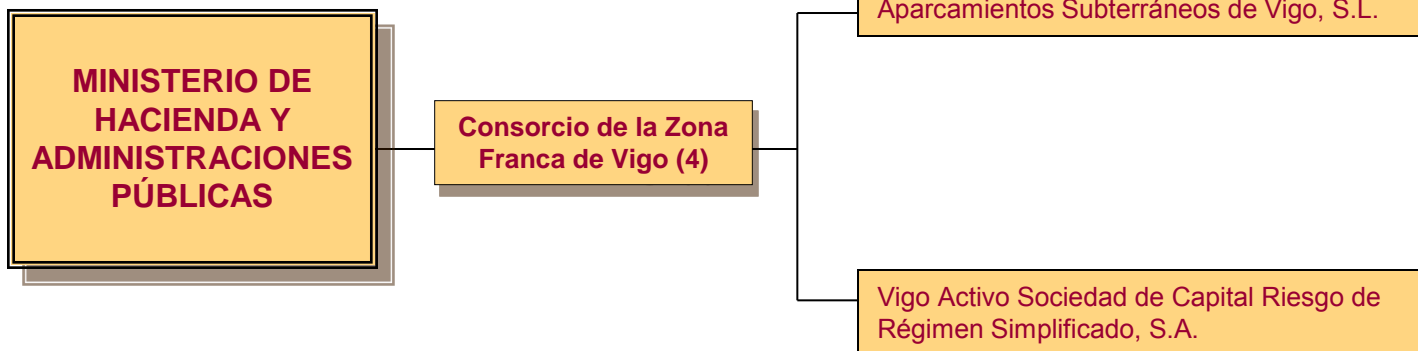 Aparcamientos Subterráneos de Vigo, S.L.
MINISTERIO DE
HACIENDA Y
ADMINISTRACIONES
PÚBLICAS
Consorcio de la Zona
Franca de Vigo (4)
Vigo Activo Sociedad de Capital Riesgo de
Régimen Simplificado, S.A.